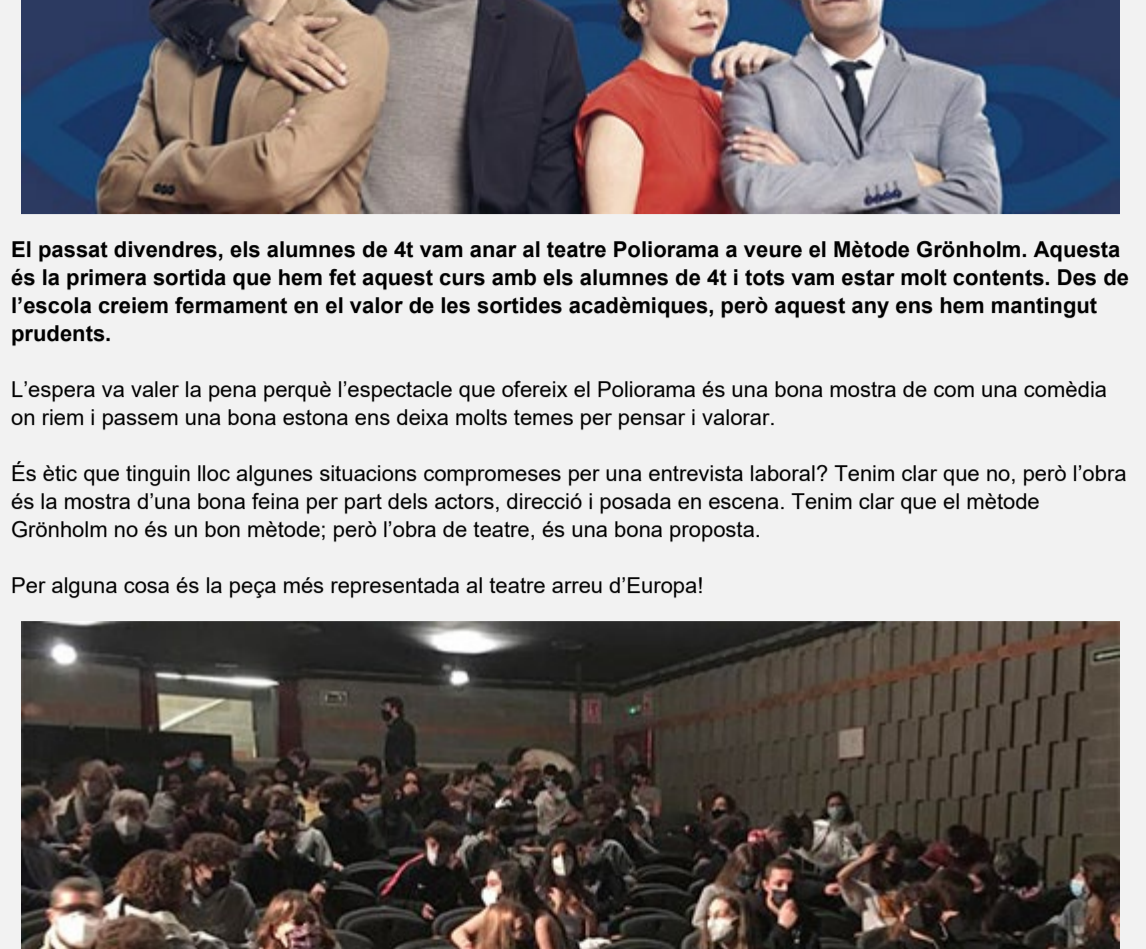 El passat divendres, els alumnes de 4t vam anar al teatre Poliorama a veure el Mètode Grönholm. Aquesta
és la primera sortida que hem fet aquest curs amb els alumnes de 4t i tots vam estar molt contents. Des de
l’escola creiem fermament en el valor de les sortides acadèmiques, però aquest any ens hem mantingut
prudents.
L’espera va valer la pena perquè l’espectacle que ofereix el Poliorama és una bona mostra de com una comèdia
on riem i passem una bona estona ens deixa molts temes per pensar i valorar.
És ètic que tinguin lloc algunes situacions compromeses per una entrevista laboral? Tenim clar que no, però l’obra
és la mostra d’una bona feina per part dels actors, direcció i posada en escena. Tenim clar que el mètode
Grönholm no és un bon mètode; però l’obra de teatre, és una bona proposta.
Per alguna cosa és la peça més representada al teatre arreu d’Europa!